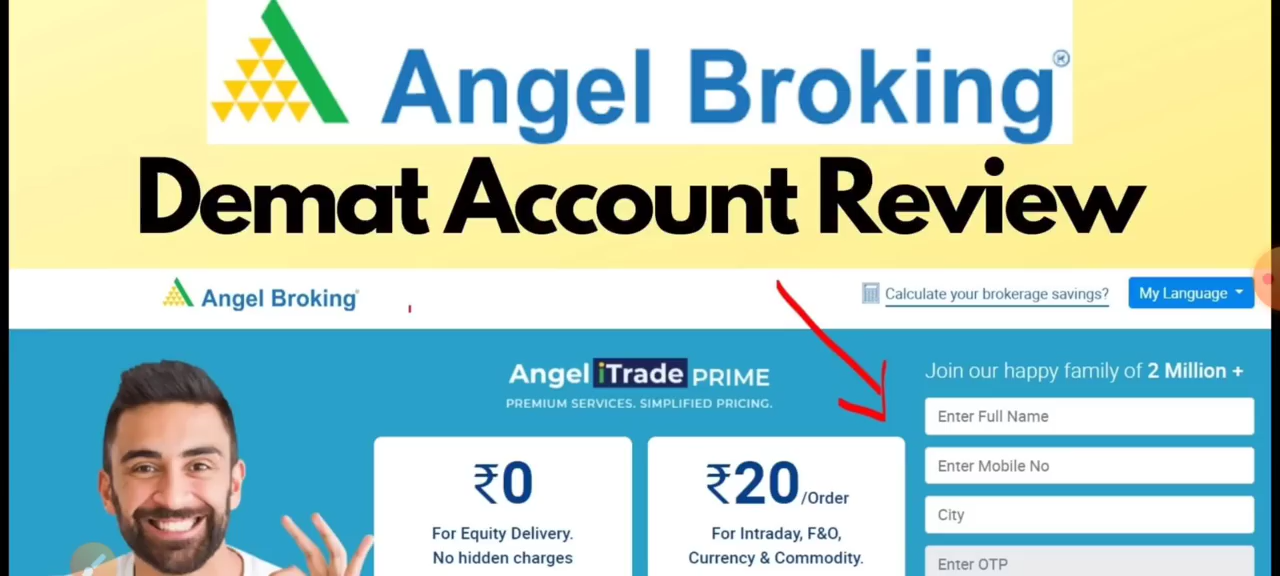 Angel Broking®
Demat Account Review
Angel Broking
Calculate your brokerage savings?
My Language
Angel iTrade PRIME
PREMIUM SERVICES. SIMPLIFIED PRICING.
Join our happy family of 2 Million +
Enter Full Name
Enter Mobile No
City
Enter OTP
₹0
For Equity Delivery.
No hidden charges
₹20/Order
For Intraday, F&O,
Currency & Commodity.